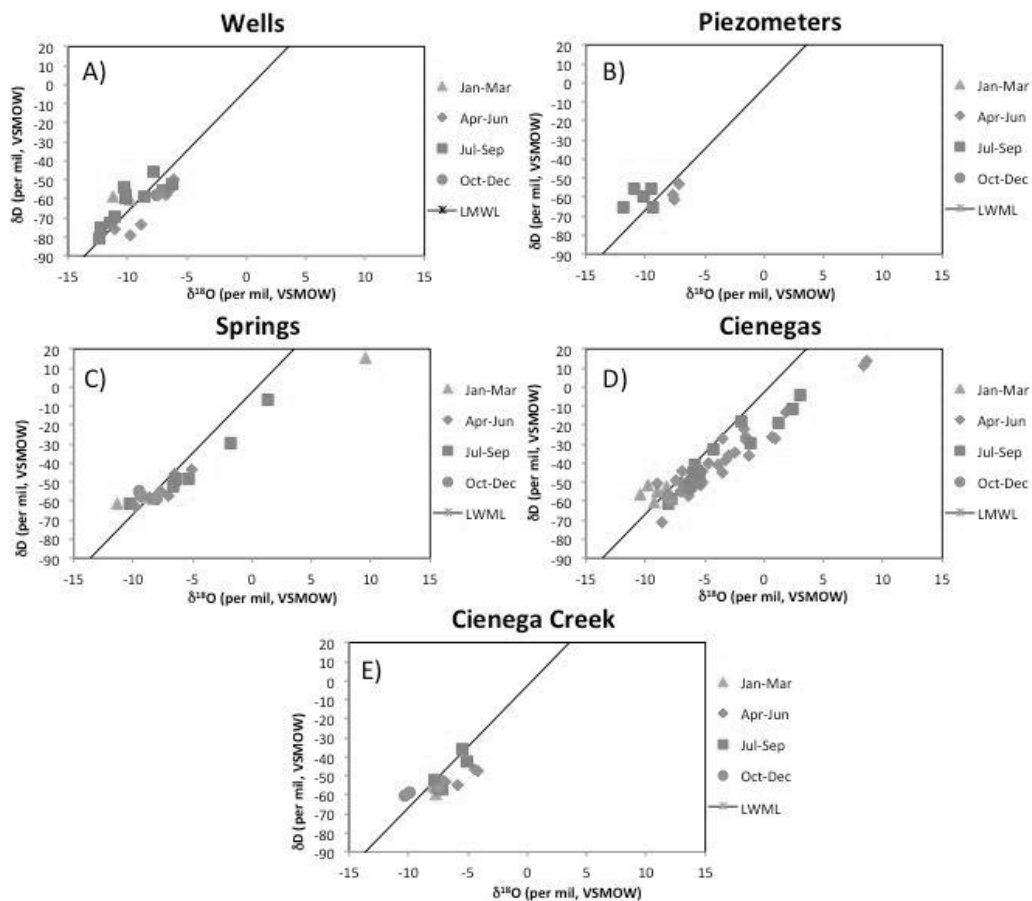 Wells
Piezometers
A)
20
10
0
-10
-20
-30
-40
-50
-60
-70
-80
-90
δD (per mil, VSMOW)
-15 -10 -5 0 5 10 15
δ18O (per mil, VSMOW)
Jan-Mar
Apr-Jun
Jul-Sep
Oct-Dec
LMWL
B)
20
10
0
-10
-20
-30
-40
-50
-60
-70
-80
-90
δD (per mil, VSMOW)
-15 -10 -5 0 5 10 15
δ18O (per mil, VSMOW)
Jan-Mar
Apr-Jun
Jul-Sep
Oct-Dec
LWML
Springs
Cienegas
C)
20
10
0
-10
-20
-30
-40
-50
-60
-70
-80
-90
δD (per mil, VSMOW)
-15 -10 -5 0 5 10 15
δ18O (per mil, VSMOW)
Jan-Mar
Apr-Jun
Jul-Sep
Oct-Dec
LWML
D)
20
10
0
-10
-20
-30
-40
-50
-60
-70
-80
-90
δD (per mil, VSMOW)
-15 -10 -5 0 5 10 15
δ18O (per mil, VSMOW)
Jan-Mar
Apr-Jun
Jul-Sep
Oct-Dec
LWML
Cienega Creek
E)
20
10
0
-10
-20
-30
-40
-50
-60
-70
-80
-90
δD (per mil, VSMOW)
-15 -10 -5 0 5 10 15
δ18O (per mil, VSMOW)
Jan-Mar
Apr-Jun
Jul-Sep
Oct-Dec
LWML